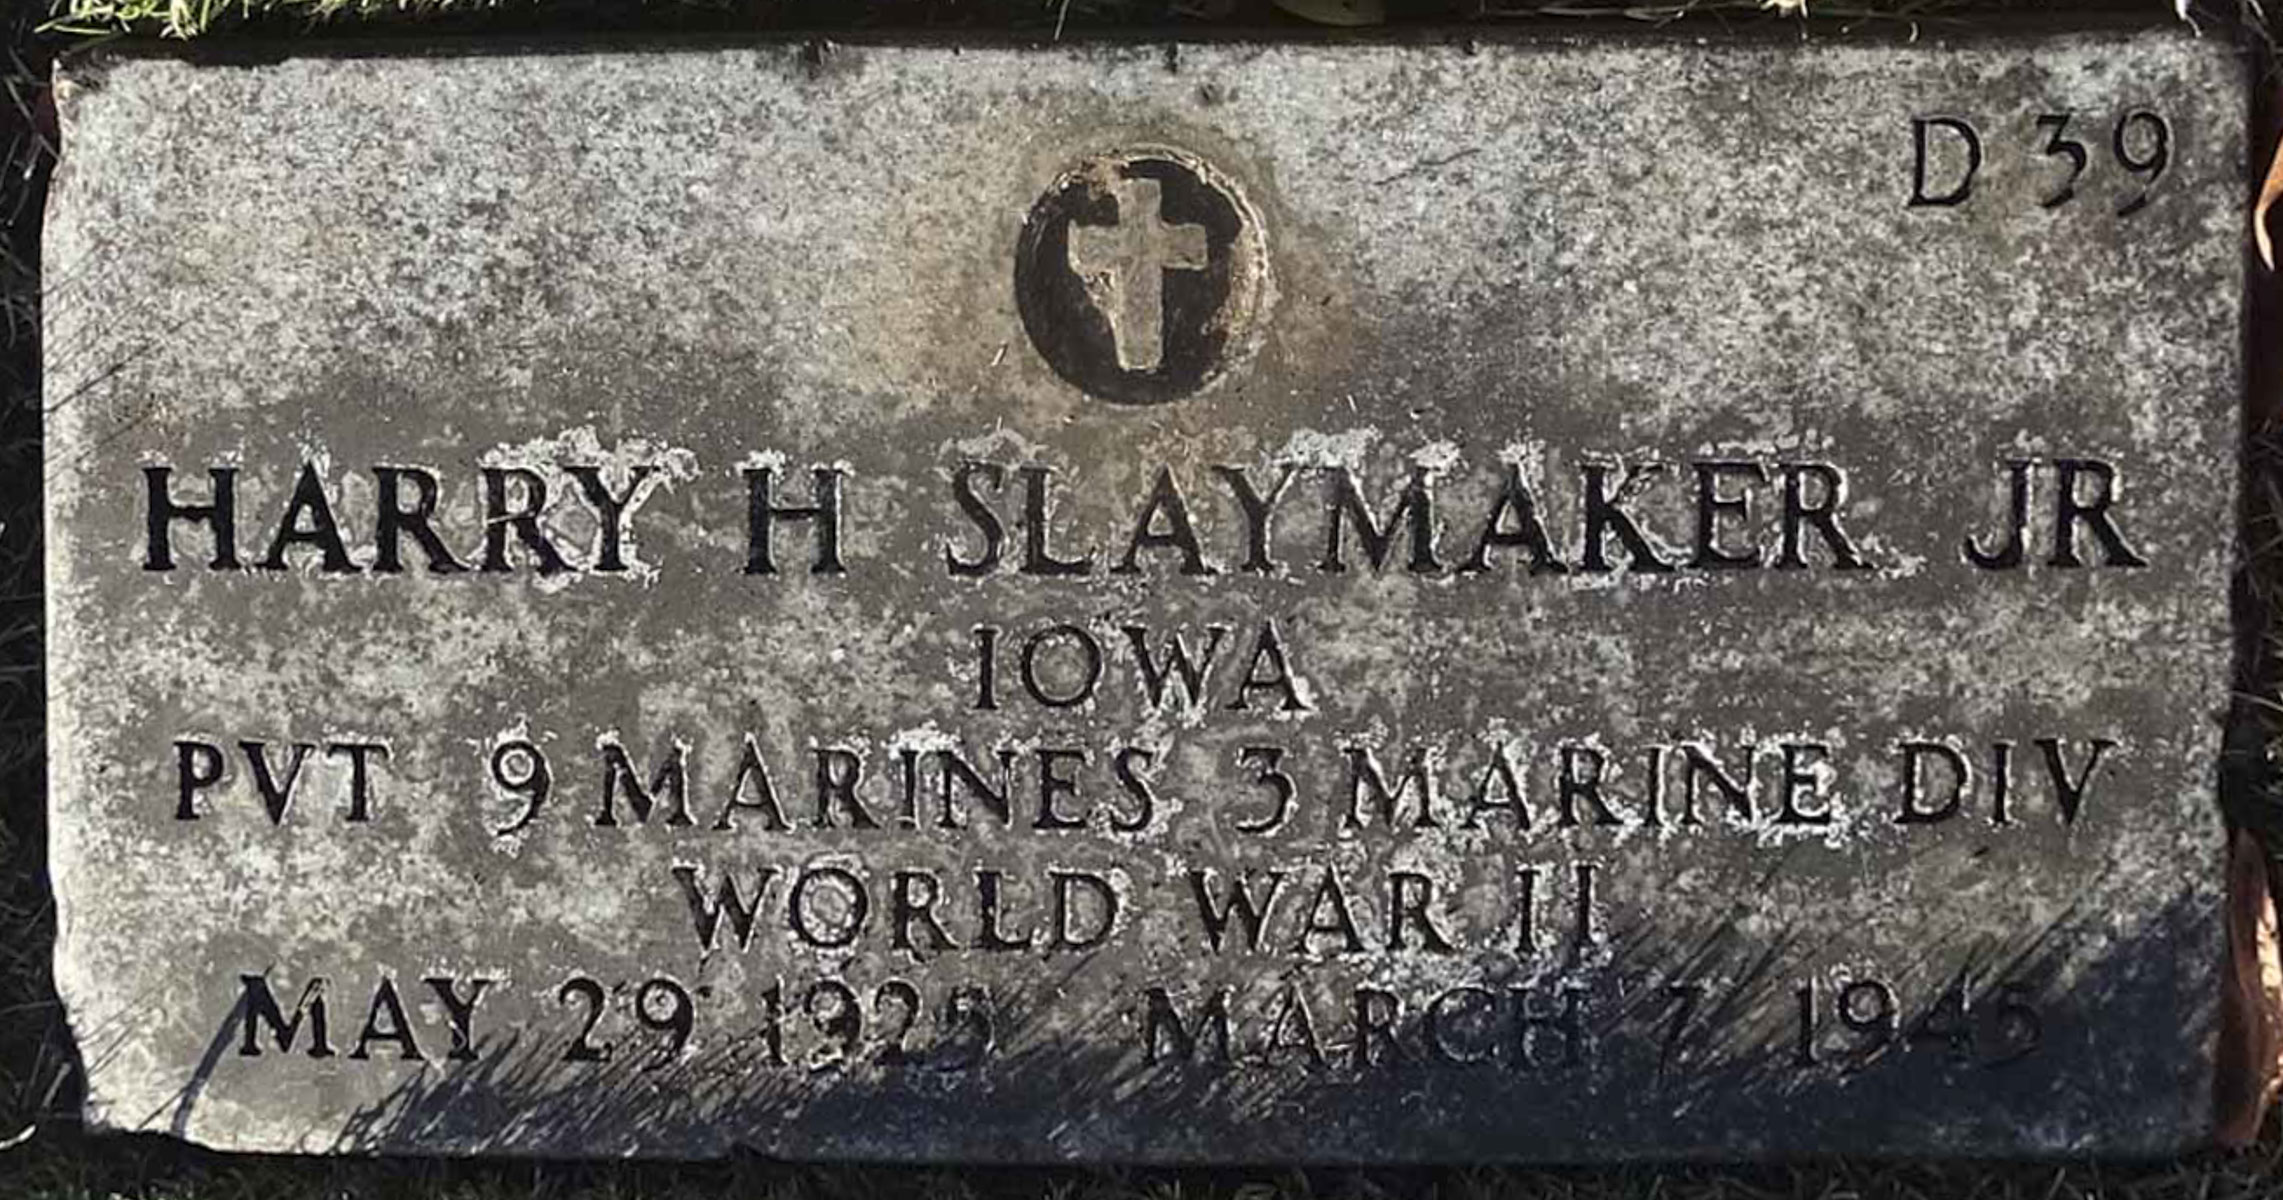 D 39
HARRY H SLAYMAKER JR
IOWA
PVT 9 MARINES 3 MARINE DIV
WORLD WAR II
MAY 29 1925 MARCH 7 1945